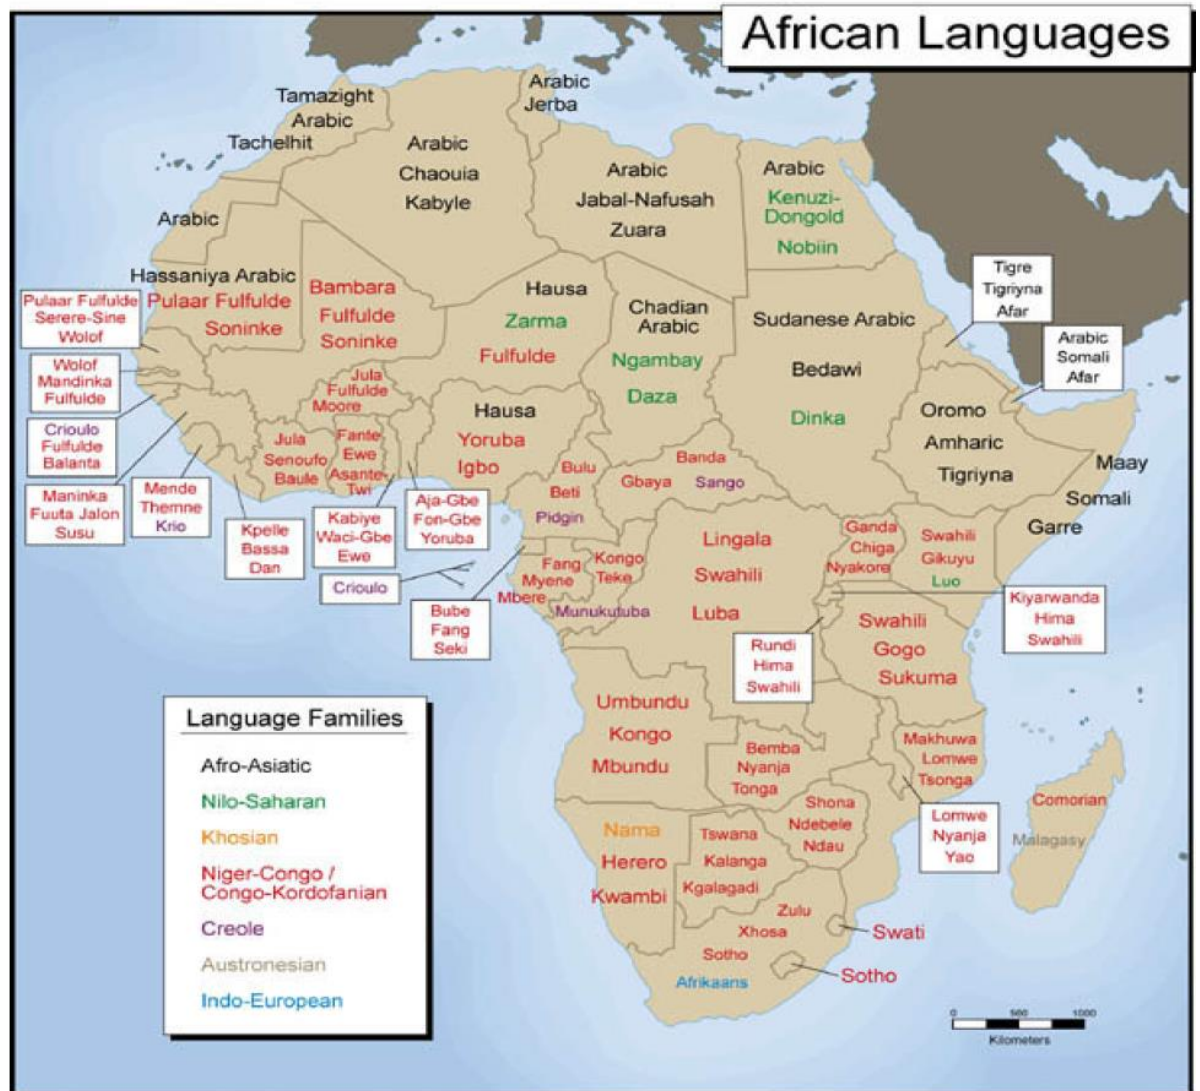 African Languages
Tamazight
Arabic
Tachelhit
Arabic
Jerba
Arabic
Chaouia
Kabyle
Arabic
Jabal-Nafusah
Zuara
Arabic
Kenuzi-
Dongold
Nobiin
Arabic
Hassaniya Arabic
Pulaar Fulfulde
Soninke
Bambara
Fulfulde
Soninke
Hausa
Zarma
Fulfulde
Chadian
Arabic
Ngambay
Daza
Sudanese Arabic
Bedawi
Dinka
Tigre
Tigriyna
Afar
Arabic
Somali
Afar
Oromo
Amharic
Tigriyna
Maay
Somali
Garre
Pulaar Fulfulde
Serere-Sine
Wolof
Wolof
Mandinka
Fulfulde
Crioulo
Fulfulde
Balanta
Maninka
Fuuta Jalon
Susu
Mende
Themne
Krio
Kpelle
Bassa
Dan
Jula
Senoufo
Baule
Jula
Fulfulde
Moore
Fante
Ewe
Asante-
Twi
Kabiye
Waci-Gbe
Ewe
Aja-Gbe
Fon-Gbe
Yoruba
Hausa
Yoruba
Igbo
Bulu
Beti
Pidgin
Banda
Gbaya
Sango
Crioulo
Bube
Fang
Seki
Fang
Myene
Mbere
Kongo
Teke
Munukutuba
Lingala
Swahili
Luba
Ganda
Chiga
Nyakore
Swahili
Gikuyu
Luo
Kiyarwanda
Hima
Swahili
Rundi
Hima
Swahili
Swahili
Gogo
Sukuma
Umbundu
Kongo
Mbundu
Bemba
Nyanja
Tonga
Makhuwa
Lomwe
Tsonga
Lomwe
Nyanja
Yao
Shona
Ndebele
Ndau
Comorian
Malagasy
Nama
Herero
Kwambi
Tswana
Kalanga
Kgalagadi
Zulu
Xhosa
Sotho
Afrikaans
Swati
Sotho
Language Families
Afro-Asiatic
Nilo-Saharan
Khosian
Niger-Congo /
Congo-Kordofanian
Creole
Austronesian
Indo-European
0 500 1000
Kilometers